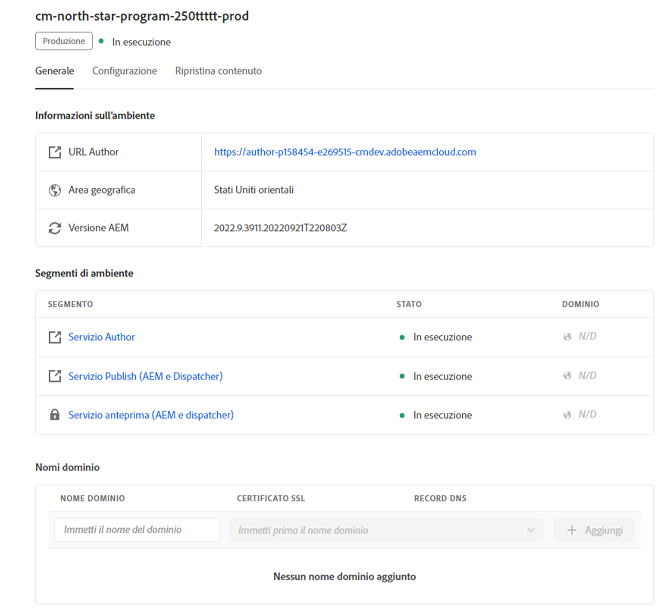 cm-north-star-program-250ttttt-prod
Produzione In esecuzione
Generale Configurazione Ripristina contenuto
Informazioni sull'ambiente
URL Author https://author-p158454-e269515-cmdev.adobeaemcloud.com
Area geografica Stati Uniti orientali
Versione AEM 2022.9.3911.20220921T220803Z
Segmenti di ambiente
SEGMENTO STATO DOMINIO
Servizio Author In esecuzione N/D
Servizio Publish (AEM e Dispatcher) In esecuzione N/D
Servizio anteprima (AEM e dispatcher) In esecuzione N/D
Nomi dominio
NOME DOMINIO CERTIFICATO SSL RECORD DNS
Immetti il nome del dominio Immetti prima il nome dominio Aggiungi
Nessun nome dominio aggiunto